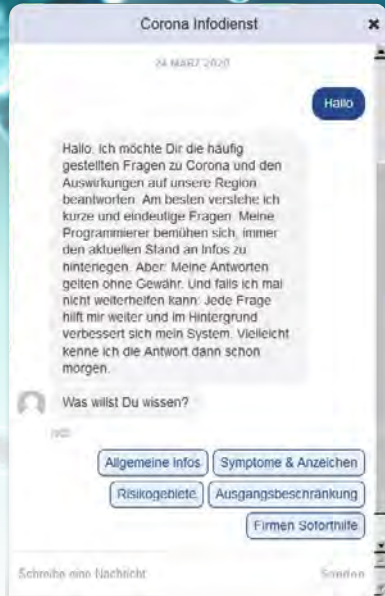 Corona Infodienst
24 MÄRZ 2020
Hallo
Hallo. Ich möchte Dir die häufig
gestellten Fragen zu Corona und den
Auswirkungen auf unsere Region
beantworten. Am besten verstehe ich
kurze und eindeutige Fragen. Meine
Programmierer bemühen sich, immer
den aktuellen Stand an Infos zu
hinterlegen. Aber: Meine Antworten
gelten ohne Gewähr. Und falls ich mal
nicht weiterhelfen kann: Jede Frage
hilft mir weiter und im Hintergrund
verbessert sich mein System. Vielleicht
kenne ich die Antwort dann schon
morgen.
Was willst Du wissen?
Allgemeine Infos Symptome & Anzeichen
Risikogebiete Ausgangsbeschränkung
Firmen Soforthilfe
Schreibe eine Nachricht Senden